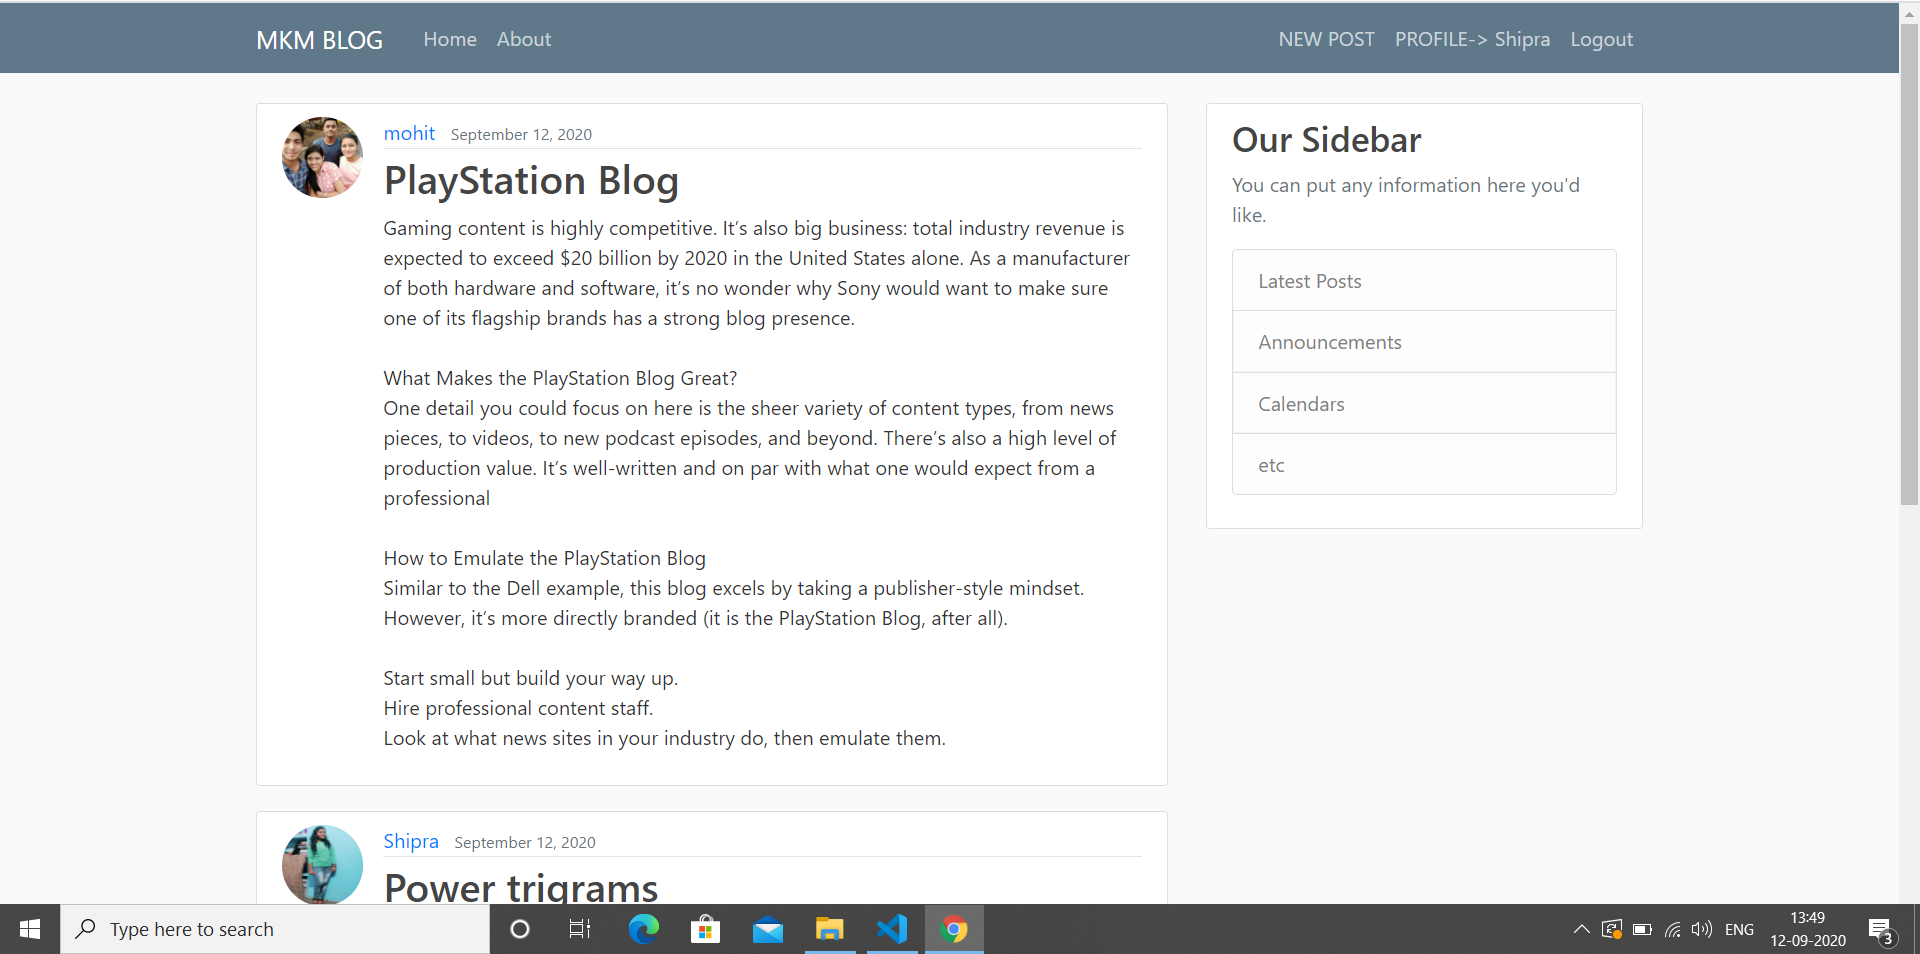 MKM BLOG Home About NEW POST PROFILE-> Shipra Logout
mohit September 12, 2020
PlayStation Blog
Gaming content is highly competitive. It’s also big business: total industry revenue is
expected to exceed $20 billion by 2020 in the United States alone. As a manufacturer
of both hardware and software, it’s no wonder why Sony would want to make sure
one of its flagship brands has a strong blog presence.
What Makes the PlayStation Blog Great?
One detail you could focus on here is the sheer variety of content types, from news
pieces, to videos, to new podcast episodes, and beyond. There’s also a high level of
production value. It’s well-written and on par with what one would expect from a
professional
How to Emulate the PlayStation Blog
Similar to the Dell example, this blog excels by taking a publisher-style mindset.
However, it’s more directly branded (it is the PlayStation Blog, after all).
Start small but build your way up.
Hire professional content staff.
Look at what news sites in your industry do, then emulate them.
Shipra September 12, 2020
Power trigrams
Our Sidebar
You can put any information here you'd
like.
Latest Posts
Announcements
Calendars
etc
Type here to search
ENG
13:49
12-09-2020
3